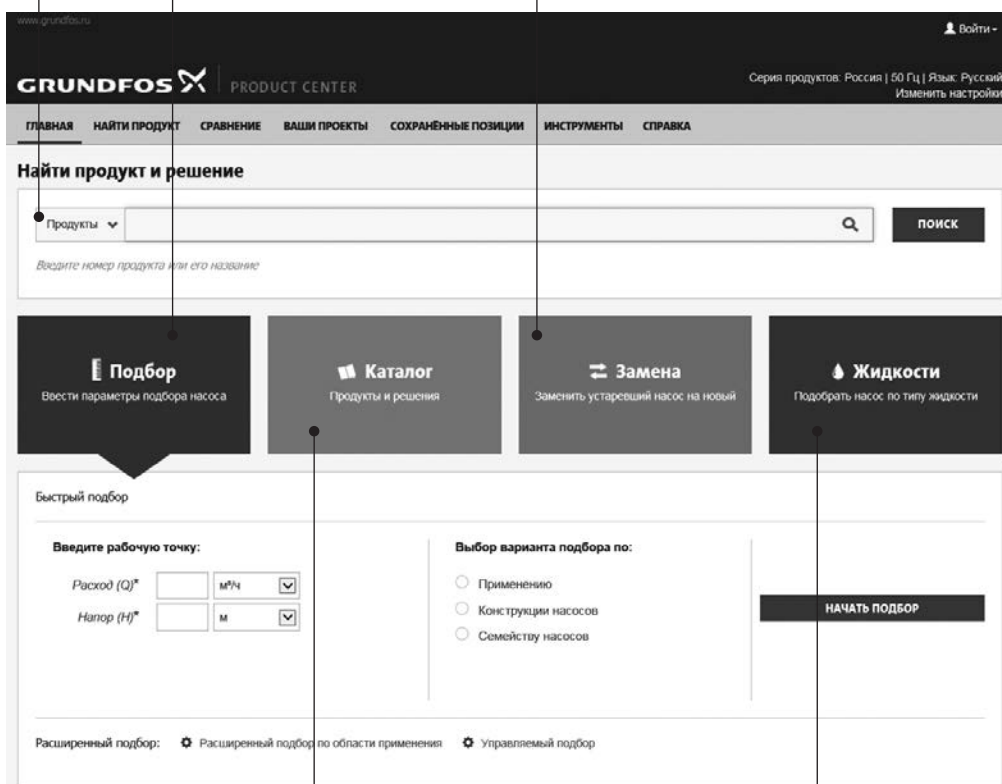 www.grundfos.ru
Войти
GRUNDFOS PRODUCT CENTER
Серия продуктов: Россия | 50 Гц | Язык: Русский
Изменить настройки
ГЛАВНАЯ НАЙТИ ПРОДУКТ СРАВНЕНИЕ ВАШИ ПРОЕКТЫ СОХРАНЁННЫЕ ПОЗИЦИИ ИНСТРУМЕНТЫ СПРАВКА
Найти продукт и решение
Продукты
ПОИСК
Введите номер продукта или его название
Подбор
Ввести параметры подбора насоса
Каталог
Продукты и решения
Замена
Заменить устаревший насос на новый
Жидкости
Подобрать насос по типу жидкости
Быстрый подбор
Введите рабочую точку:
Расход (Q)* м³/ч
Напор (H)* м
Выбор варианта подбора по:
Применению
Конструкции насосов
Семейству насосов
НАЧАТЬ ПОДБОР
Расширенный подбор: Расширенный подбор по области применения Управляемый подбор